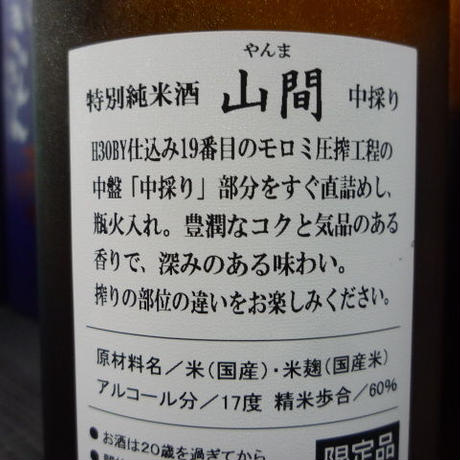 やんま
特別純米酒 山間 中採り
H30BY仕込み19番目のモロミ圧搾工程の
中盤「中採り」部分をすぐ直詰めし、
瓶火入れ。豊潤なコクと気品のある
香りで、深みのある味わい。
搾りの部位の違いをお楽しみください。
原材料名／米(国産)・米麹(国産米)
アルコール分／17度 精米歩合／60%
●お酒は20歳を過ぎてから
限定品